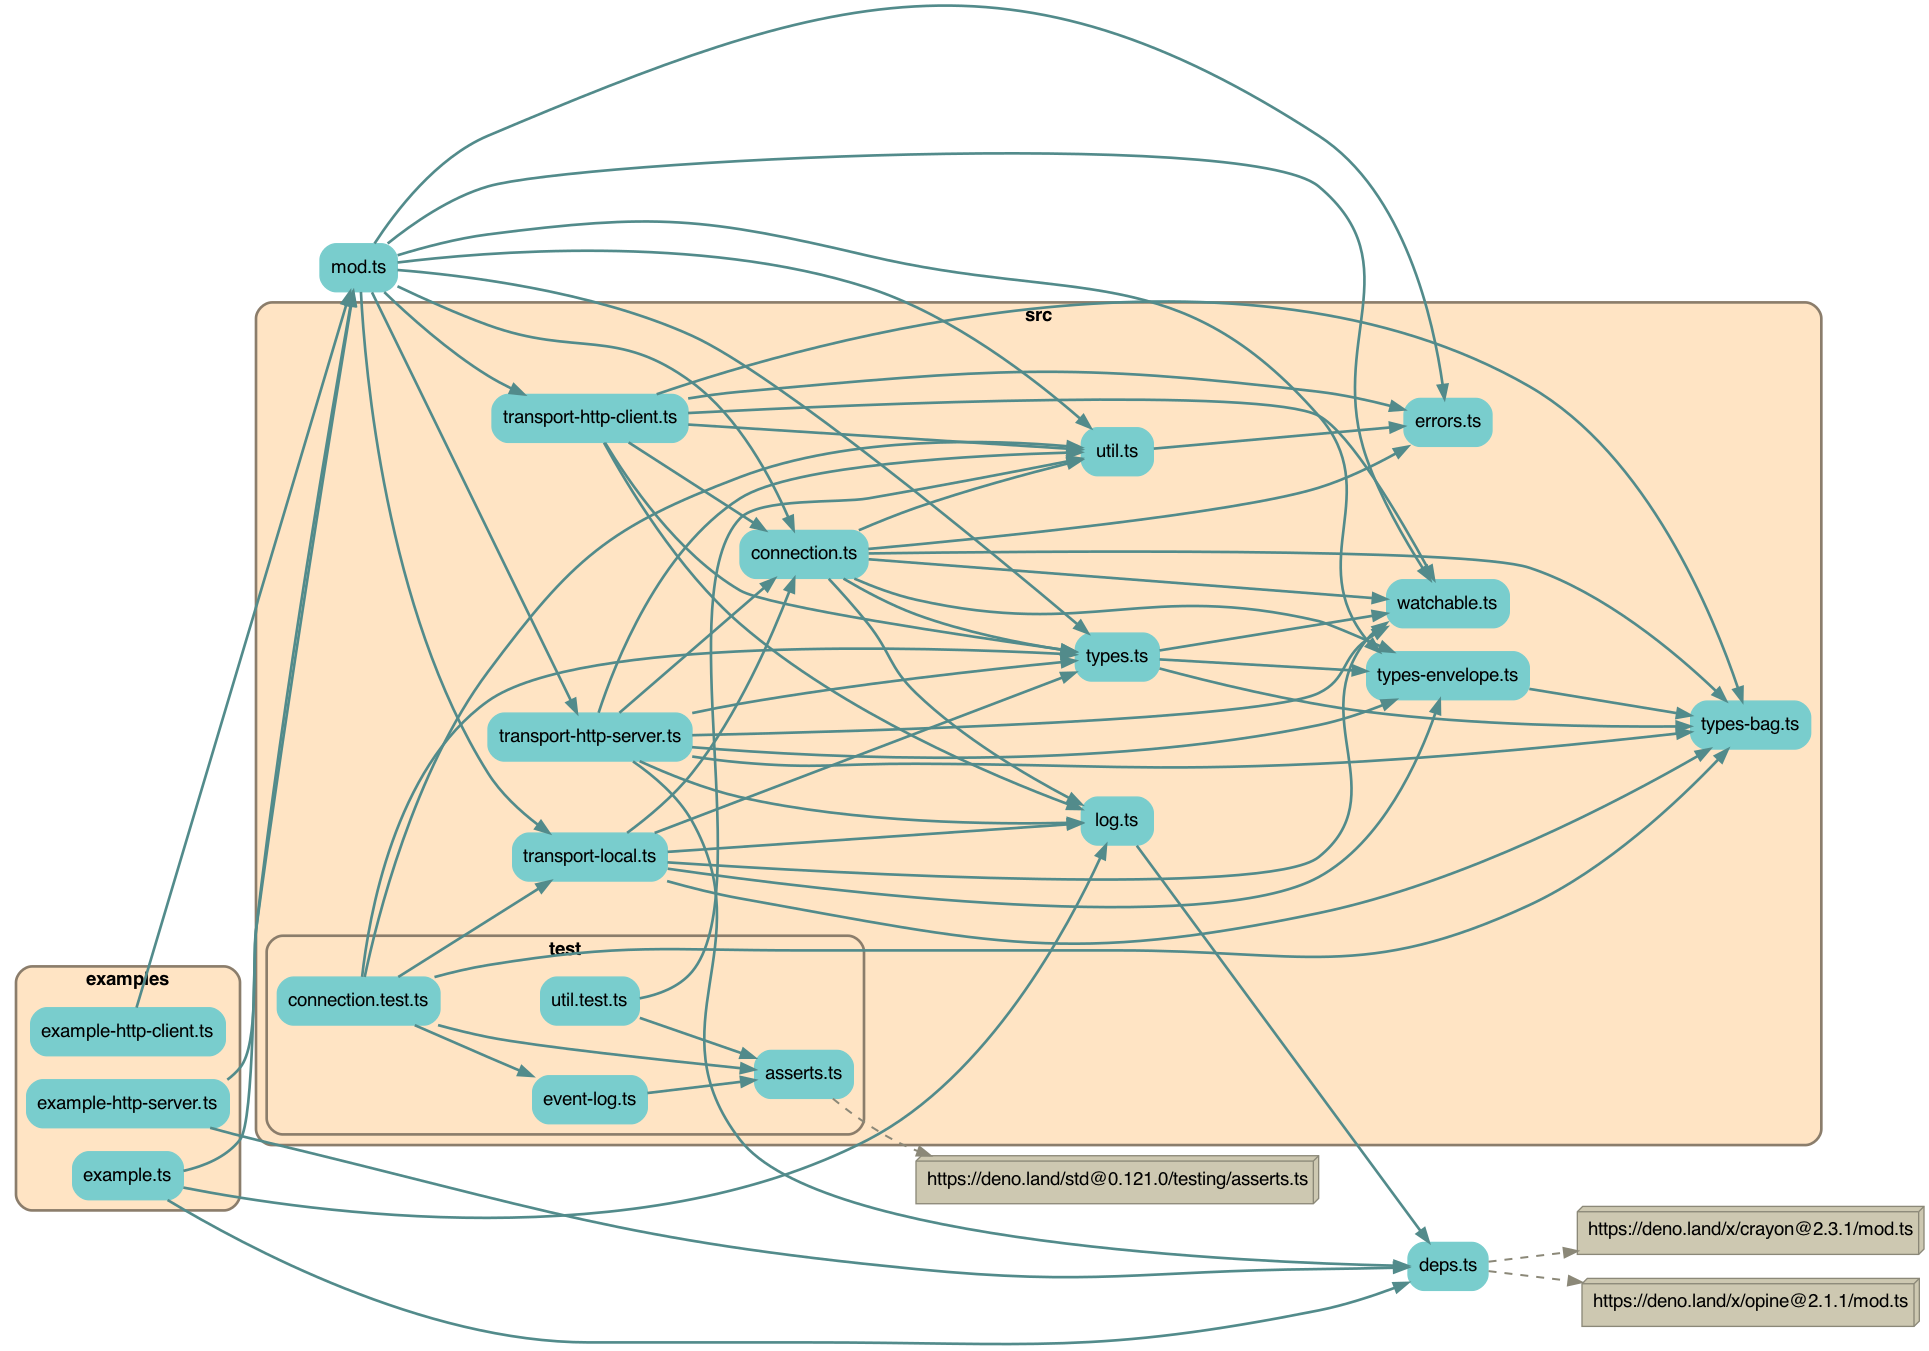 mod.ts
src
transport-http-client.ts
errors.ts
util.ts
connection.ts
watchable.ts
types.ts
types-envelope.ts
types-bag.ts
transport-http-server.ts
log.ts
transport-local.ts
test
connection.test.ts
util.test.ts
asserts.ts
event-log.ts
examples
example-http-client.ts
example-http-server.ts
example.ts
https://deno.land/std@0.121.0/testing/asserts.ts
deps.ts
https://deno.land/x/crayon@2.3.1/mod.ts
https://deno.land/x/opine@2.1.1/mod.ts